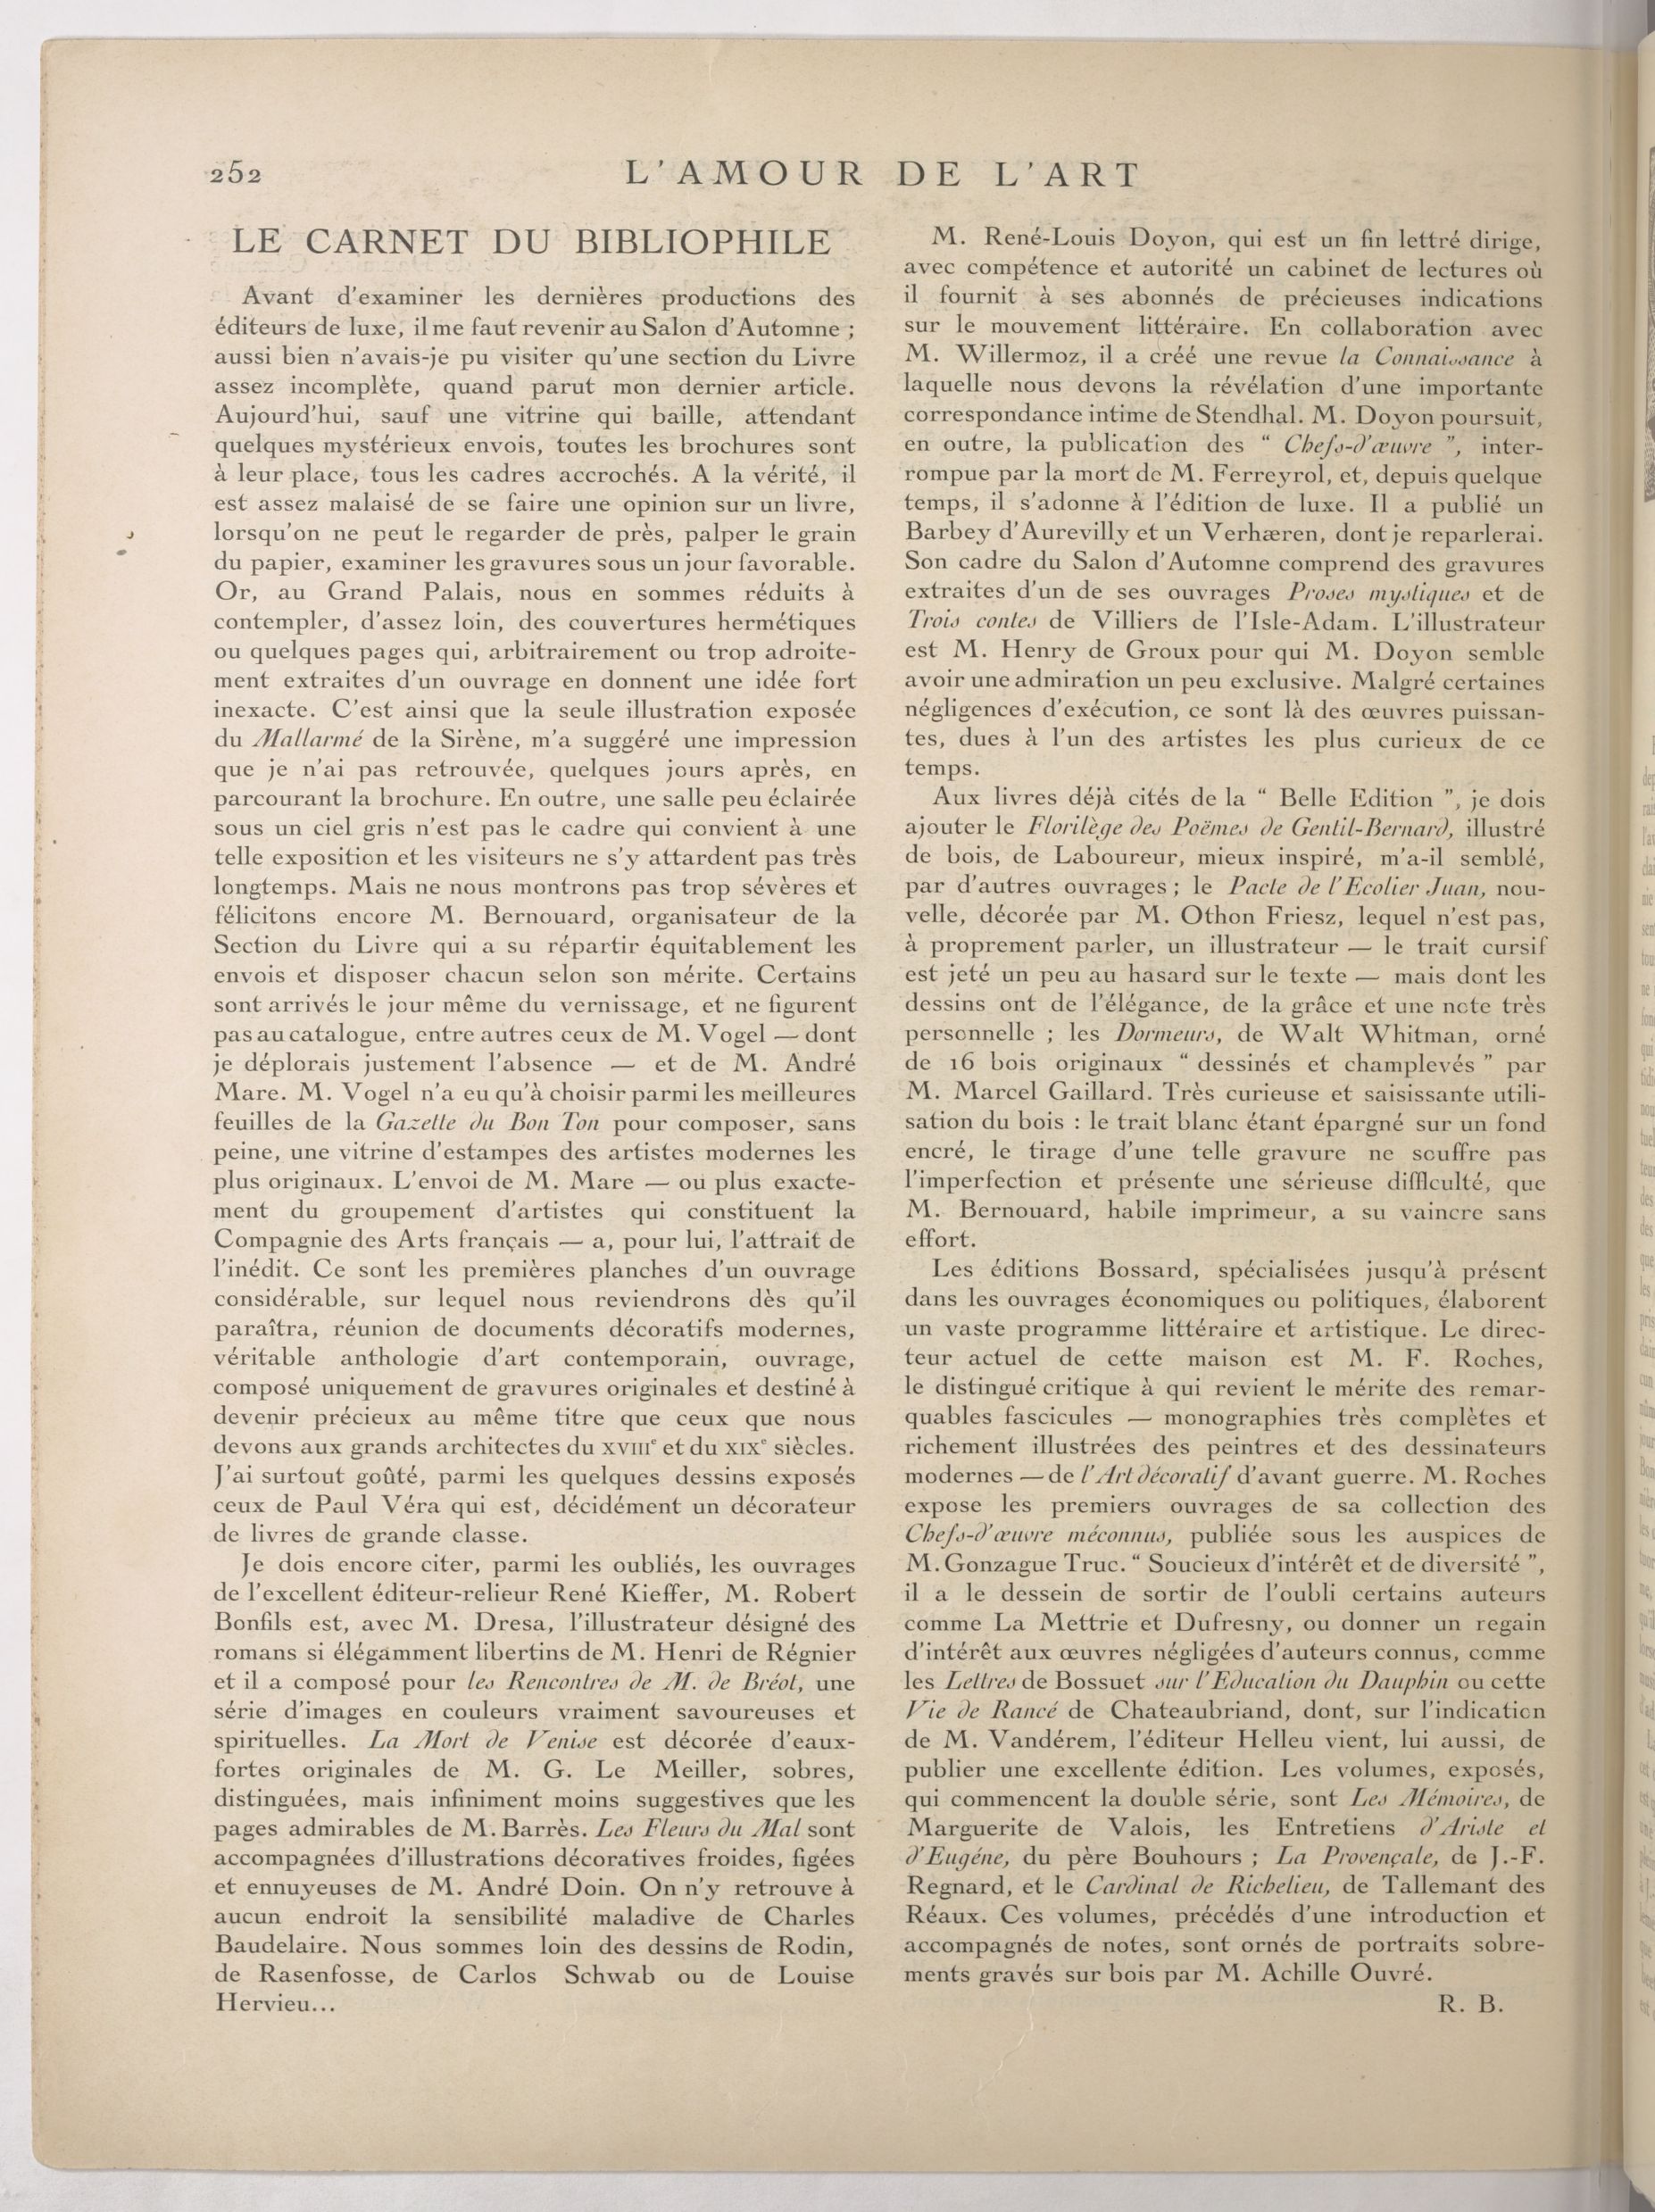 252
L'AMOUR DE L'ART
LE CARNET DU BIBLIOPHILE
Avant d'examiner les dernières productions des
éditeurs de luxe, il me faut revenir au Salon d'Automne ;
aussi bien n'avais-je pu visiter qu'une section du Livre
assez incomplète, quand parut mon dernier article.
Aujourd'hui, sauf une vitrine qui baille, attendant
quelques mystérieux envois, toutes les brochures sont
à leur place, tous les cadres accrochés. A la vérité, il
est assez malaisé de se faire une opinion sur un livre,
lorsqu'on ne peut le regarder de près, palper le grain
du papier, examiner les gravures sous un jour favorable.
Or, au Grand Palais, nous en sommes réduits à
contempler, d'assez loin, des couvertures hermétiques
ou quelques pages qui, arbitrairement ou trop adroite-
ment extraites d'un ouvrage en donnent une idée fort
inexacte. C'est ainsi que la seule illustration exposée
du Mallarmé de la Sirène, m'a suggéré une impression
que je n'ai pas retrouvée, quelques jours après, en
parcourant la brochure. En outre, une salle peu éclairée
sous un ciel gris n'est pas le cadre qui convient à une
telle exposition et les visiteurs ne s'y attardent pas très
longtemps. Mais ne nous montrons pas trop sévères et
félicitons encore M. Bernouard, organisateur de la
Section du Livre qui a su répartir équitablement les
envois et disposer chacun selon son mérite. Certains
sont arrivés le jour même du vernissage, et ne figurent
pas au catalogue, entre autres ceux de M. Vogel — dont
je déplorais justement l'absence — et de M. André
Mare. M. Vogel n'a eu qu'à choisir parmi les meilleures
feuilles de la Gazette du Bon Ton pour composer, sans
peine, une vitrine d'estampes des artistes modernes les
plus originaux. L'envoi de M. Mare — ou plus exacte-
ment du groupement d'artistes qui constituent la
Compagnie des Arts français — a, pour lui, l'attrait de
l'inédit. Ce sont les premières planches d'un ouvrage
considérable, sur lequel nous reviendrons dès qu'il
paraîtra, réunion de documents décoratifs modernes,
véritable anthologie d'art contemporain, ouvrage,
composé uniquement de gravures originales et destiné à
devenir précieux au même titre que ceux que nous
devons aux grands architectes du XVIIIe et du XIXe siècles.
J'ai surtout goûté, parmi les quelques dessins exposés
ceux de Paul Véra qui est, décidément un décorateur
de livres de grande classe.
Je dois encore citer, parmi les oubliés, les ouvrages
de l'excellent éditeur-relieur René Kieffer, M. Robert
Bonfils est, avec M. Dresa, l'illustrateur désigné des
romans si élégamment libertins de M. Henri de Régnier
et il a composé pour les Rencontres de M. de Bréot, une
série d'images en couleurs vraiment savoureuses et
spirituelles. La Mort de Venise est décorée d'eaux-
fortes originales de M. G. Le Meiller, sobres,
distinguées, mais infiniment moins suggestives que les
pages admirables de M. Barrès. Les Fleurs du Mal sont
accompagnées d'illustrations décoratives froides, figées
et ennuyeuses de M. André Doin. On n'y retrouve à
aucun endroit la sensibilité maladive de Charles
Baudelaire. Nous sommes loin des dessins de Rodin,
de Rasenfosse, de Carlos Schwab ou de Louise
Hervieu...
M. René-Louis Doyon, qui est un fin lettré dirige,
avec compétence et autorité un cabinet de lectures où
il fournit à ses abonnés de précieuses indications
sur le mouvement littéraire. En collaboration avec
M. Willermoz, il a créé une revue la Connaissance à
laquelle nous devons la révélation d'une importante
correspondance intime de Stendhal. M. Doyon poursuit,
en outre, la publication des “ Chefs-d'œuvre ”, inter-
rompue par la mort de M. Ferreyrol, et, depuis quelque
temps, il s'adonne à l'édition de luxe. Il a publié un
Barbey d'Aurevilly et un Verhæren, dont je reparlerai.
Son cadre du Salon d'Automne comprend des gravures
extraites d'un de ses ouvrages Proses mystiques et de
Trois contes de Villiers de l'Isle-Adam. L'illustrateur
est M. Henry de Groux pour qui M. Doyon semble
avoir une admiration un peu exclusive. Malgré certaines
négligences d'exécution, ce sont là des œuvres puissan-
tes, dues à l'un des artistes les plus curieux de ce
temps.
Aux livres déjà cités de la “ Belle Edition ”, je dois
ajouter le Florilège des Poëmes de Gentil-Bernard, illustré
de bois, de Laboureur, mieux inspiré, m'a-il semblé,
par d'autres ouvrages ; le Pacte de l'Ecolier Juan, nou-
velle, décorée par M. Othon Friesz, lequel n'est pas,
à proprement parler, un illustrateur — le trait cursif
est jeté un peu au hasard sur le texte — mais dont les
dessins ont de l'élégance, de la grâce et une note très
personnelle ; les Dormeurs, de Walt Whitman, orné
de 16 bois originaux “ dessinés et champlevés ” par
M. Marcel Gaillard. Très curieuse et saisissante utili-
sation du bois : le trait blanc étant épargné sur un fond
encré, le tirage d'une telle gravure ne souffre pas
l'imperfection et présente une sérieuse difficulté, que
M. Bernouard, habile imprimeur, a su vaincre sans
effort.
Les éditions Bossard, spécialisées jusqu'à présent
dans les ouvrages économiques ou politiques, élaborent
un vaste programme littéraire et artistique. Le direc-
teur actuel de cette maison est M. F. Roches,
le distingué critique à qui revient le mérite des remar-
quables fascicules — monographies très complètes et
richement illustrées des peintres et des dessinateurs
modernes — de l'Art décoratif d'avant guerre. M. Roches
expose les premiers ouvrages de sa collection des
Chefs-d'œuvre méconnus, publiée sous les auspices de
M. Gonzague Truc. “ Soucieux d'intérêt et de diversité ”,
il a le dessein de sortir de l'oubli certains auteurs
comme La Mettrie et Dufresny, ou donner un regain
d'intérêt aux œuvres négligées d'auteurs connus, comme
les Lettres de Bossuet sur l'Education du Dauphin ou cette
Vie de Rancé de Chateaubriand, dont, sur l'indication
de M. Vandérem, l'éditeur Helleu vient, lui aussi, de
publier une excellente édition. Les volumes, exposés,
qui commencent la double série, sont Les Mémoires, de
Marguerite de Valois, les Entretiens d'Ariste et
d'Eugéne, du père Bouhours ; La Provençale, de J.-F.
Regnard, et le Cardinal de Richelieu, de Tallemant des
Réaux. Ces volumes, précédés d'une introduction et
accompagnés de notes, sont ornés de portraits sobre-
ments gravés sur bois par M. Achille Ouvré.
R. B.